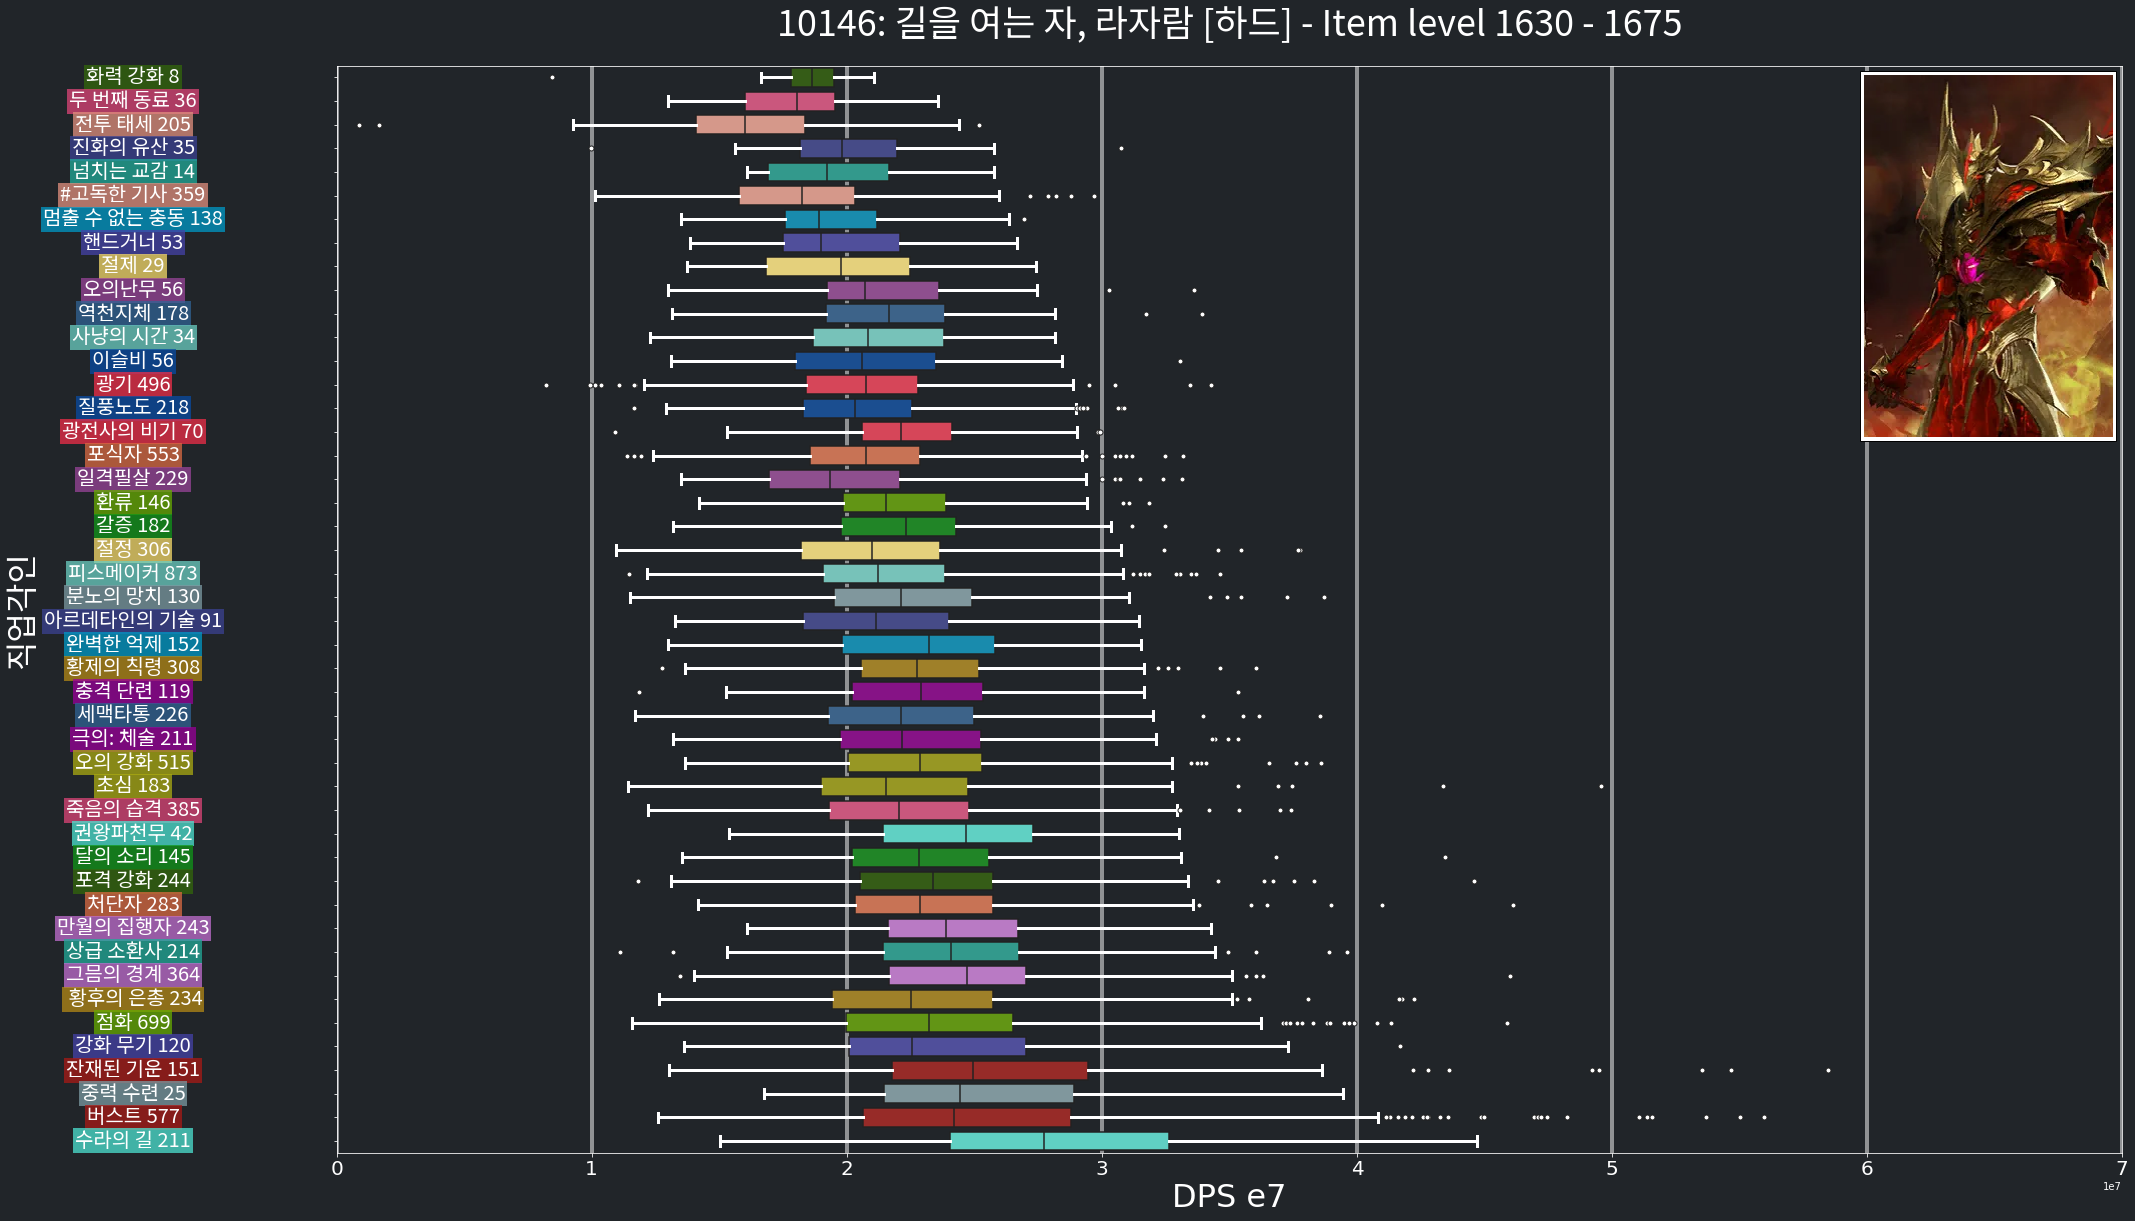 10146: 길을 여는 자, 라자람 [하드] - Item level 1630 - 1675
직업각인
화력 강화 8
두 번째 동료 36
전투 태세 205
진화의 유산 35
넘치는 교감 14
#고독한 기사 359
멈출 수 없는 충동 138
핸드거너 53
절제 29
오의난무 56
역천지체 178
사냥의 시간 34
이슬비 56
광기 496
질풍노도 218
광전사의 비기 70
포식자 553
일격필살 229
환류 146
갈증 182
절정 306
피스메이커 873
분노의 망치 130
아르데타인의 기술 91
완벽한 억제 152
황제의 칙령 308
충격 단련 119
세맥타통 226
극의: 체술 211
오의 강화 515
초심 183
죽음의 습격 385
권왕파천무 42
달의 소리 145
포격 강화 244
처단자 283
만월의 집행자 243
상급 소환사 214
그믐의 경계 364
황후의 은총 234
점화 699
강화 무기 120
잔재된 기운 151
중력 수련 25
버스트 577
수라의 길 211
0 1 2 3 4 5 6 7
1e7
DPS e7